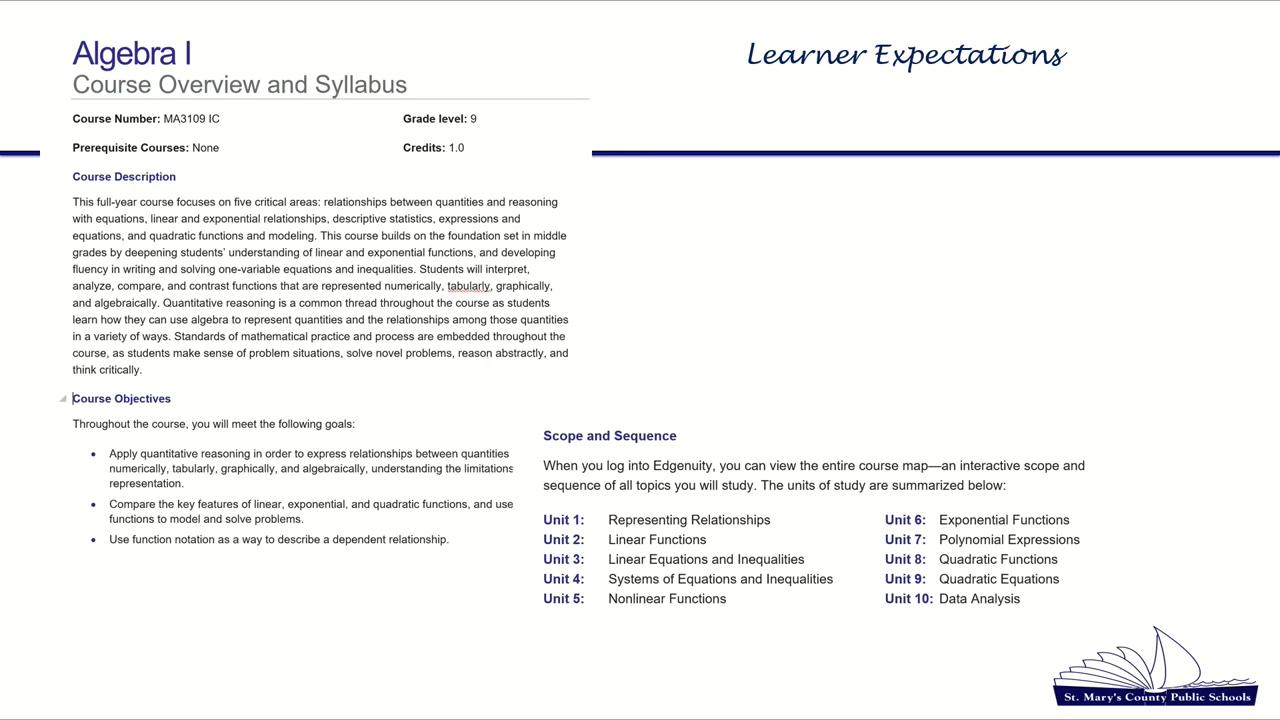 Algebra I
Course Overview and Syllabus
Learner Expectations
Course Number: MA3109 IC
Grade level: 9
Prerequisite Courses: None
Credits: 1.0
Course Description
This full-year course focuses on five critical areas: relationships between quantities and reasoning
with equations, linear and exponential relationships, descriptive statistics, expressions and
equations, and quadratic functions and modeling. This course builds on the foundation set in middle
grades by deepening students' understanding of linear and exponential functions, and developing
fluency in writing and solving one-variable equations and inequalities. Students will interpret,
analyze, compare, and contrast functions that are represented numerically, tabularly, graphically,
and algebraically. Quantitative reasoning is a common thread throughout the course as students
learn how they can use algebra to represent quantities and the relationships among those quantities
in a variety of ways. Standards of mathematical practice and process are embedded throughout the
course, as students make sense of problem situations, solve novel problems, reason abstractly, and
think critically.
Course Objectives
Throughout the course, you will meet the following goals:
• Apply quantitative reasoning in order to express relationships between quantities
numerically, tabularly, graphically, and algebraically, understanding the limitations
representation.
• Compare the key features of linear, exponential, and quadratic functions, and use
functions to model and solve problems.
• Use function notation as a way to describe a dependent relationship.
Scope and Sequence
When you log into Edgenuity, you can view the entire course map—an interactive scope and
sequence of all topics you will study. The units of study are summarized below:
Unit 1: Representing Relationships
Unit 2: Linear Functions
Unit 3: Linear Equations and Inequalities
Unit 4: Systems of Equations and Inequalities
Unit 5: Nonlinear Functions
Unit 6: Exponential Functions
Unit 7: Polynomial Expressions
Unit 8: Quadratic Functions
Unit 9: Quadratic Equations
Unit 10: Data Analysis
St. Mary's County Public Schools